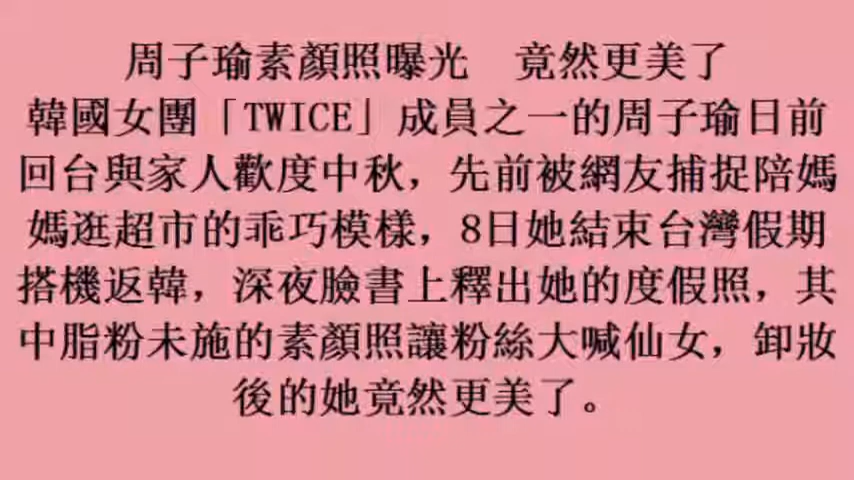 周子瑜素顏照曝光　竟然更美了
韓國女團「TWICE」成員之一的周子瑜日前
回台與家人歡度中秋，先前被網友捕捉陪媽
媽逛超市的乖巧模樣，8日她結束台灣假期
搭機返韓，深夜臉書上釋出她的度假照，其
中脂粉未施的素顏照讓粉絲大喊仙女，卸妝
後的她竟然更美了。